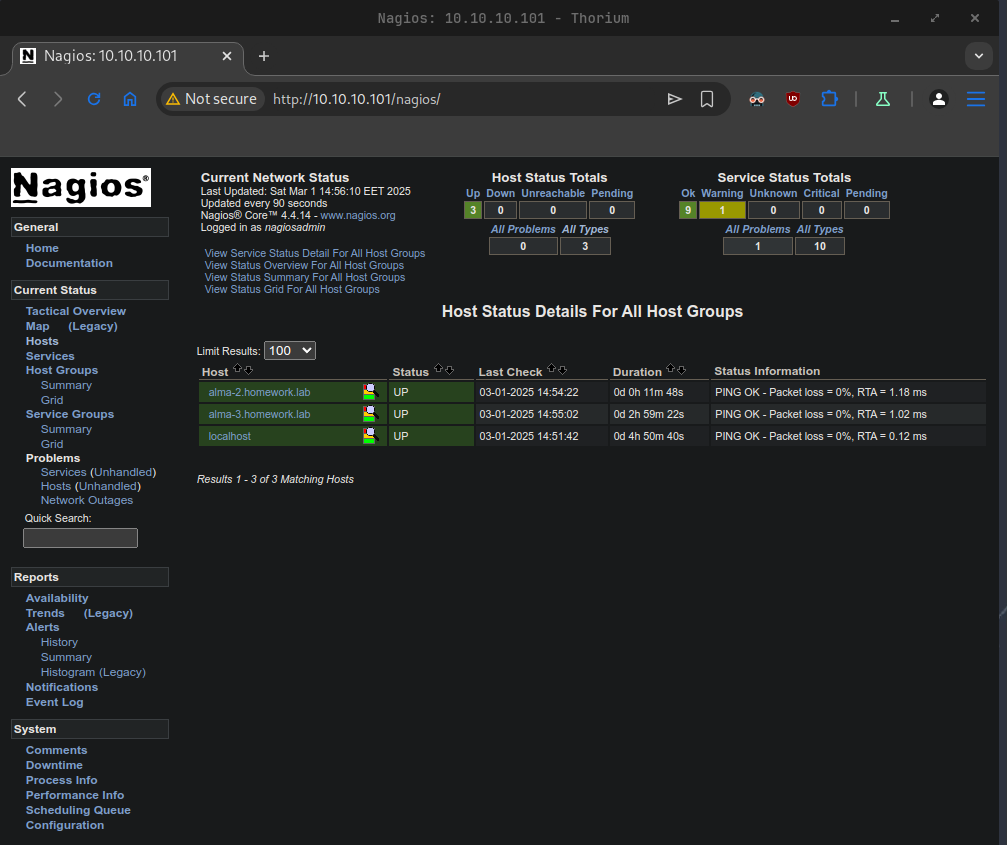 Nagios: 10.10.10.101 - Thorium
Nagios: 10.10.10.101
Not secure http://10.10.10.101/nagios/
Nagios®
General
Home
Documentation
Current Status
Tactical Overview
Map (Legacy)
Hosts
Services
Host Groups
Summary
Grid
Service Groups
Summary
Grid
Problems
Services (Unhandled)
Hosts (Unhandled)
Network Outages
Quick Search:
Reports
Availability
Trends (Legacy)
Alerts
History
Summary
Histogram (Legacy)
Notifications
Event Log
System
Comments
Downtime
Process Info
Performance Info
Scheduling Queue
Configuration
Current Network Status
Last Updated: Sat Mar 1 14:56:10 EET 2025
Updated every 90 seconds
Nagios® Core™ 4.4.14 - www.nagios.org
Logged in as nagiosadmin
View Service Status Detail For All Host Groups
View Status Overview For All Host Groups
View Status Summary For All Host Groups
View Status Grid For All Host Groups
Host Status Totals
Up Down Unreachable Pending
3 0 0 0
All Problems All Types
0 3
Service Status Totals
Ok Warning Unknown Critical Pending
9 1 0 0 0
All Problems All Types
1 10
Host Status Details For All Host Groups
Limit Results: 100
Host Status Last Check Duration Status Information
alma-2.homework.lab UP 03-01-2025 14:54:22 0d 0h 11m 48s PING OK - Packet loss = 0%, RTA = 1.18 ms
alma-3.homework.lab UP 03-01-2025 14:55:02 0d 2h 59m 22s PING OK - Packet loss = 0%, RTA = 1.02 ms
localhost UP 03-01-2025 14:51:42 0d 4h 50m 40s PING OK - Packet loss = 0%, RTA = 0.12 ms
Results 1 - 3 of 3 Matching Hosts